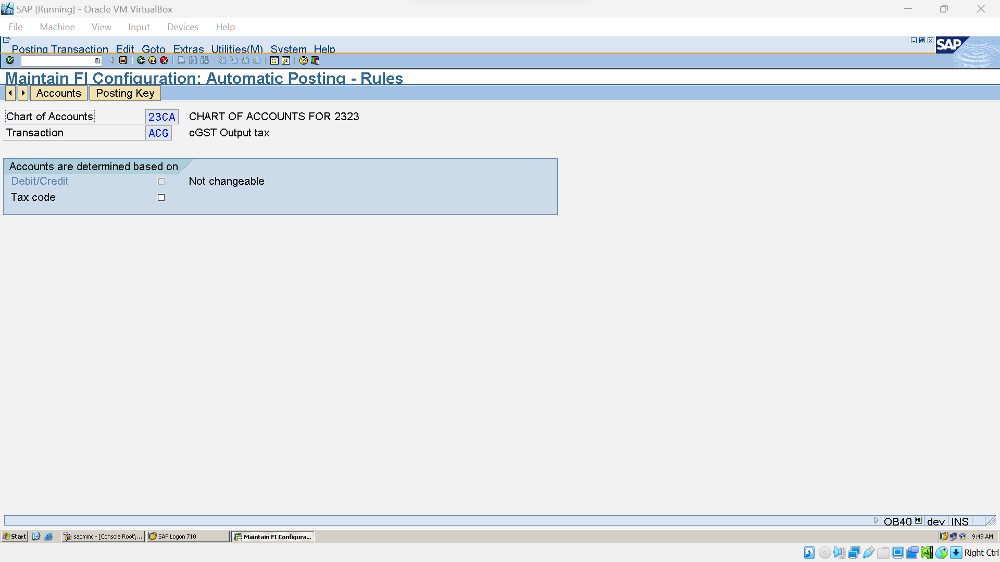 SAP [Running] - Oracle VM VirtualBox
File Machine View Input Devices Help
Posting Transaction Edit Goto Extras Utilities(M) System Help
SAP
Maintain FI Configuration: Automatic Posting - Rules
Accounts Posting Key
Chart of Accounts 23CA CHART OF ACCOUNTS FOR 2323
Transaction ACG cGST Output tax
Accounts are determined based on
Debit/Credit Not changeable
Tax code
OB40 dev INS
Start sapmmc - [Console Root\... SAP Logon 710 Maintain FI Configura... 9:49 AM
Right Ctrl